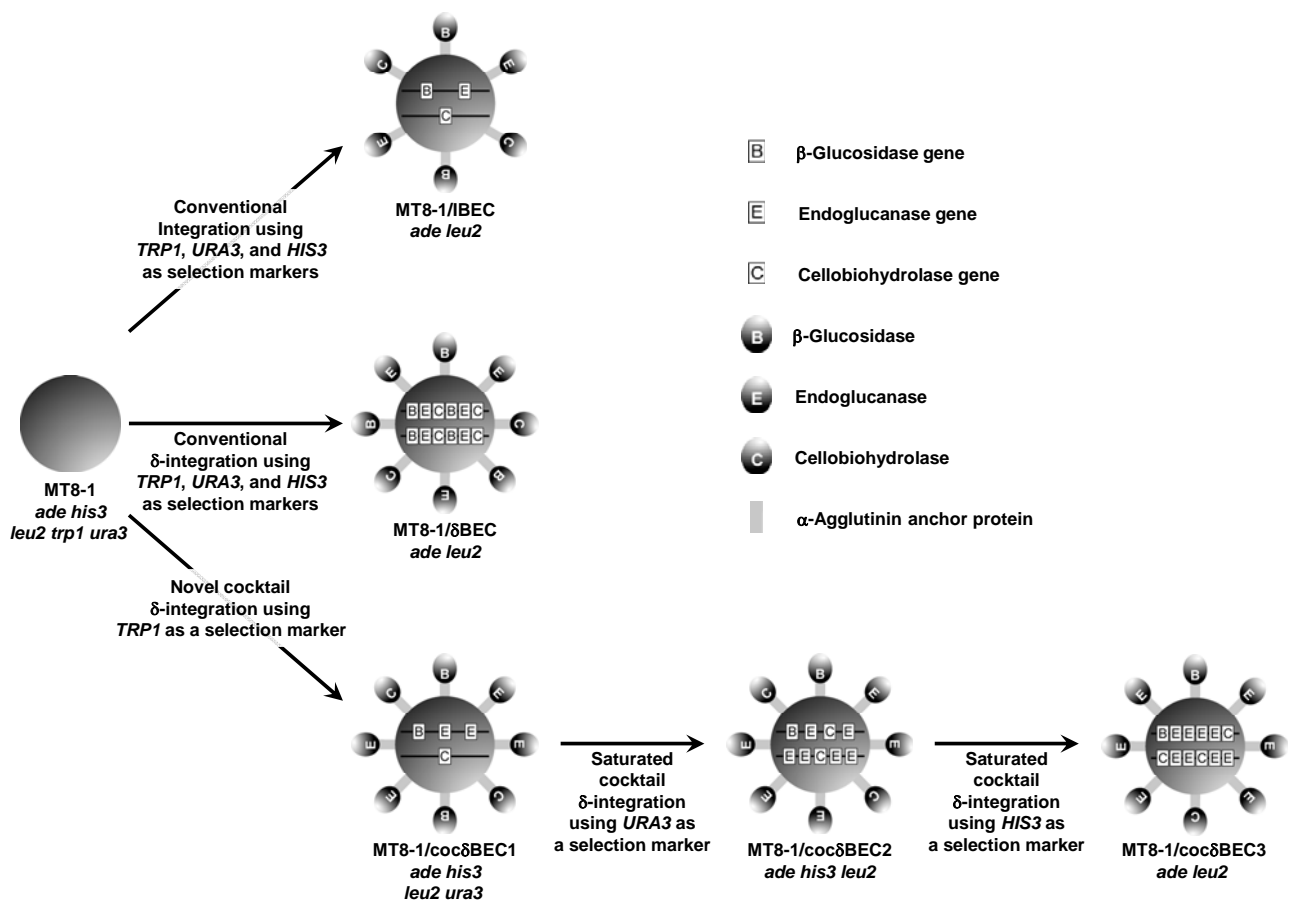 B
E
C
B
C
E
B
E
C
MT8-1/IBEC
ade leu2
Conventional
Integration using
TRP1, URA3, and HIS3
as selection markers
B β-Glucosidase gene
E Endoglucanase gene
C Cellobiohydrolase gene
B β-Glucosidase
E Endoglucanase
C Cellobiohydrolase
α-Agglutinin anchor protein
MT8-1
ade his3
leu2 trp1 ura3
Conventional
δ-integration using
TRP1, URA3, and HIS3
as selection markers
B
E
C
B
E
C
B
E
BECBEC
BECBEC
MT8-1/δBEC
ade leu2
Novel cocktail
δ-integration using
TRP1 as a selection marker
B
E
E
C
B
E
E
C
B E E
C
MT8-1/cocδBEC1
ade his3
leu2 ura3
Saturated
cocktail
δ-integration
using URA3 as
a selection marker
B
E
E
C
E
E
E
C
B E C E
E E C E E
MT8-1/cocδBEC2
ade his3 leu2
Saturated
cocktail
δ-integration
using HIS3 as
a selection marker
B
E
E
E
C
E
E
E
BEEEEC
CEECEE
MT8-1/cocδBEC3
ade leu2